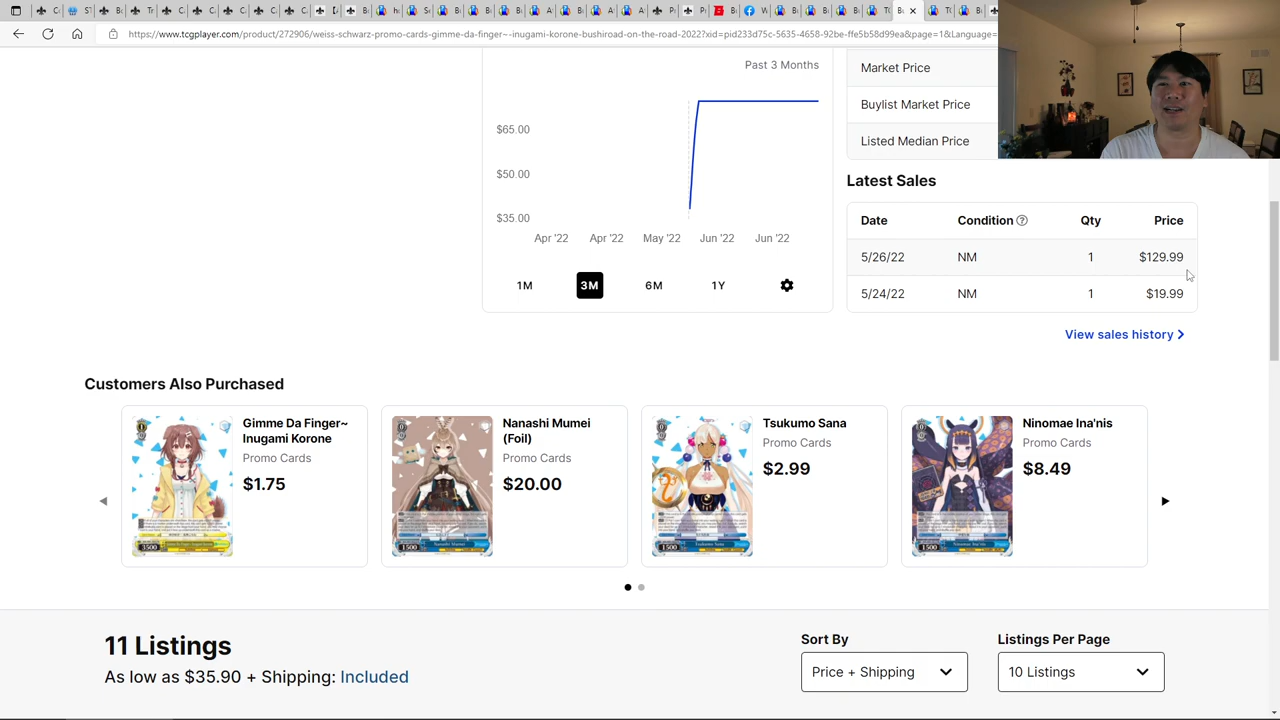 https://www.tcgplayer.com/product/272906/weiss-schwarz-promo-cards-gimme-da-finger~-inugami-korone-bushiroad-on-the-road-2022?xid=pid233d75c-5635-4658-92be-ffe5b58d99ea&page=1&Language=
Past 3 Months
$65.00
$50.00
$35.00
Apr '22 Apr '22 May '22 Jun '22 Jun '22
1M 3M 6M 1Y
Market Price
Buylist Market Price
Listed Median Price
Latest Sales
Date Condition Qty Price
5/26/22 NM 1 $129.99
5/24/22 NM 1 $19.99
View sales history
Customers Also Purchased
Gimme Da Finger~
Inugami Korone
Promo Cards
$1.75
Nanashi Mumei
(Foil)
Promo Cards
$20.00
Tsukumo Sana
Promo Cards
$2.99
Ninomae Ina'nis
Promo Cards
$8.49
11 Listings
As low as $35.90 + Shipping: Included
Sort By
Price + Shipping
Listings Per Page
10 Listings